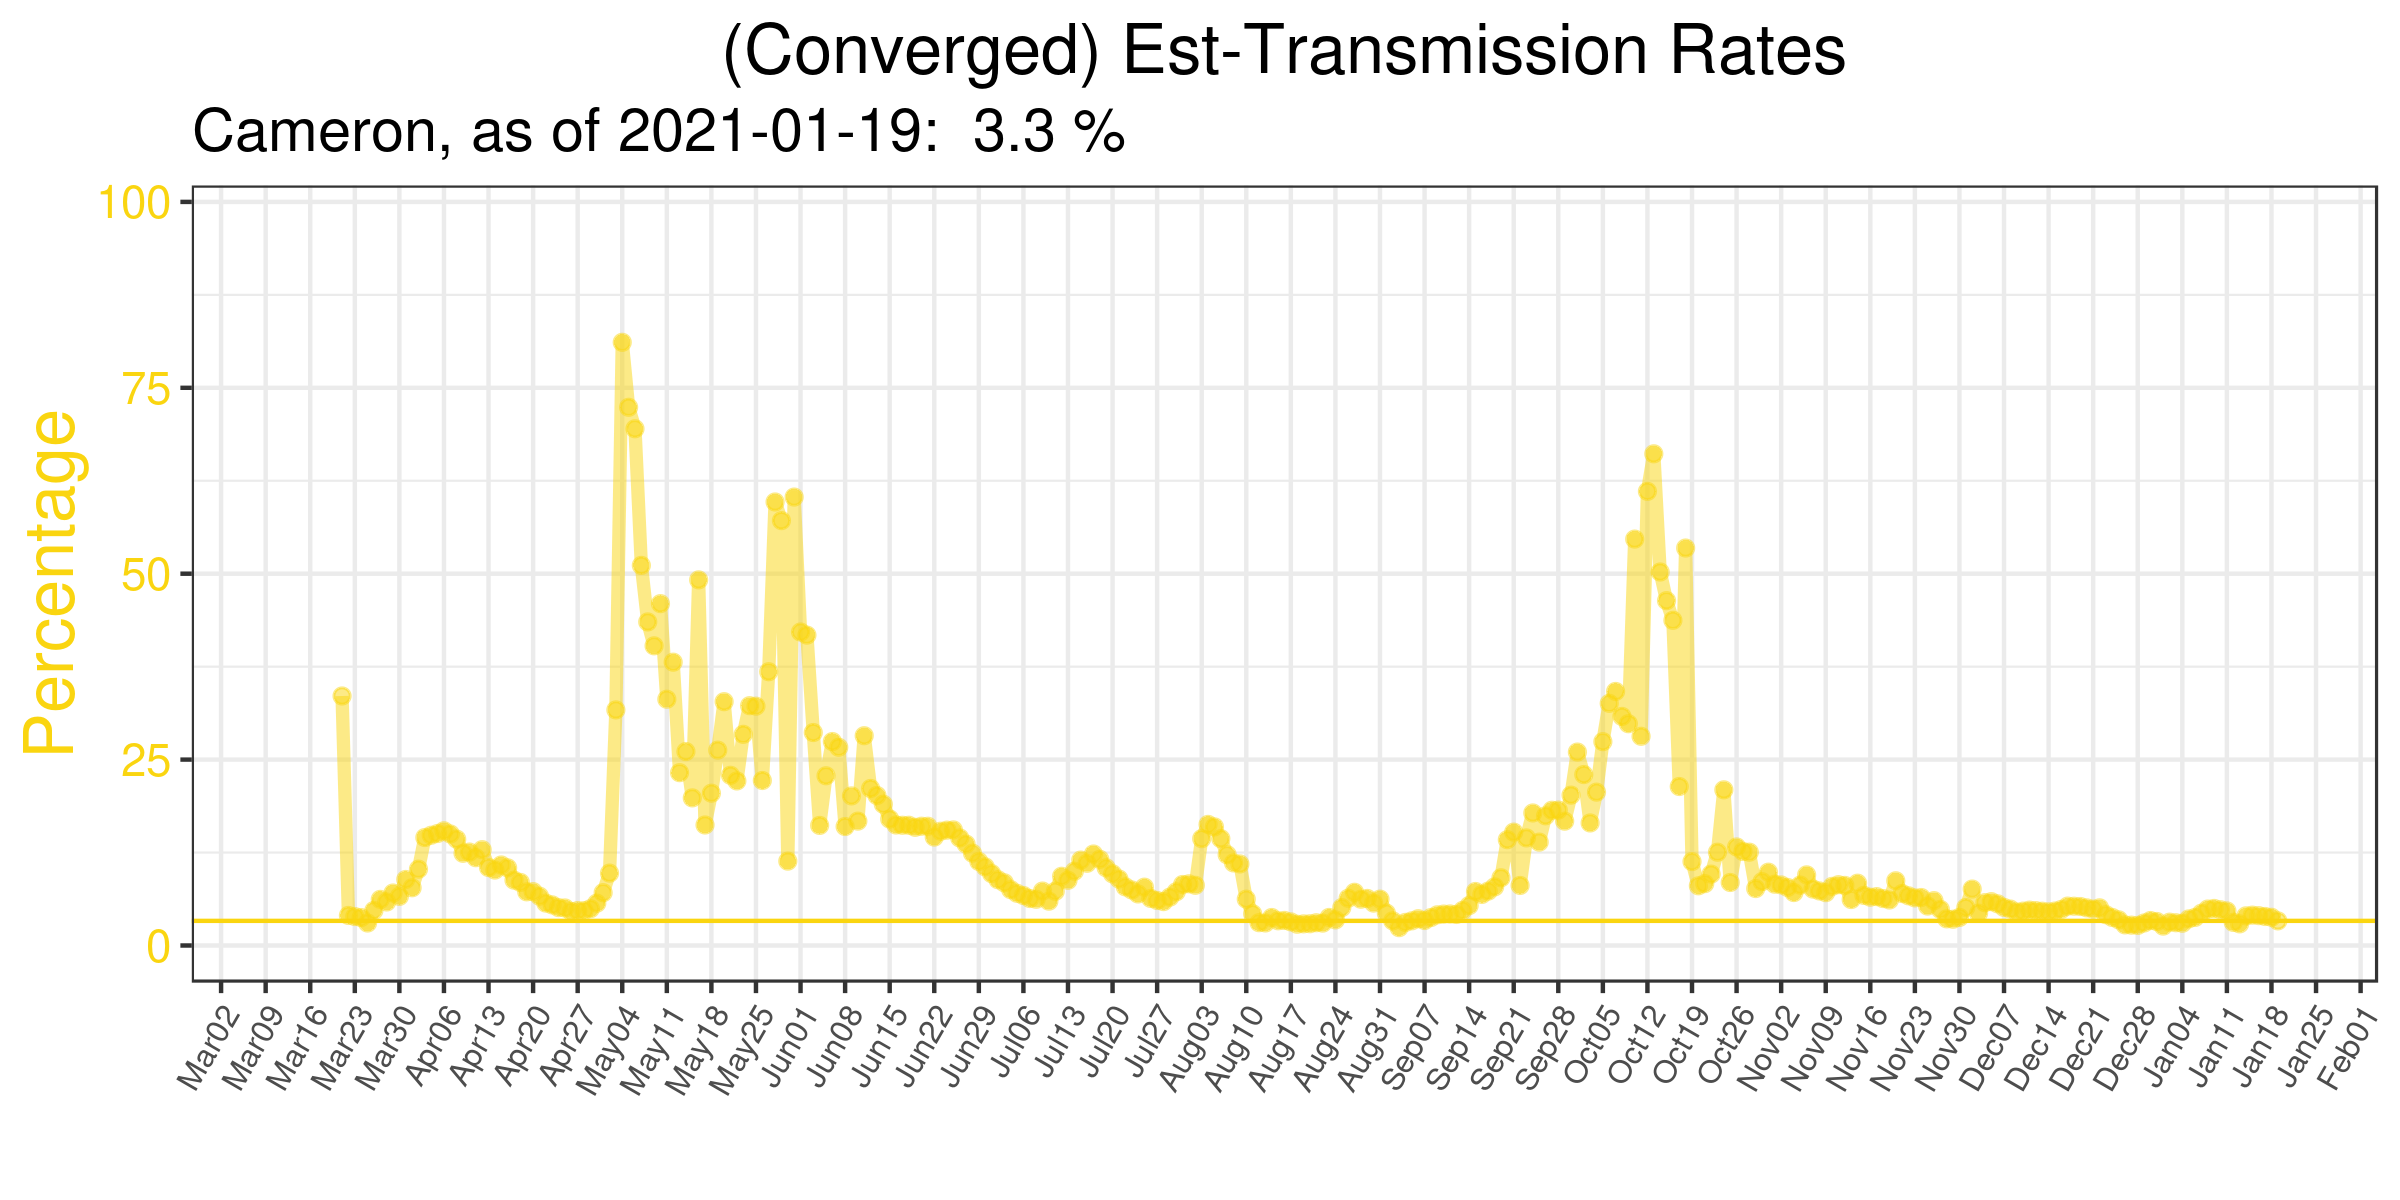 (Converged) Est-Transmission Rates
Cameron, as of 2021-01-19:  3.3 %
Percentage
100
75
50
25
0
Mar02
Mar09
Mar16
Mar23
Mar30
Apr06
Apr13
Apr20
Apr27
May04
May11
May18
May25
Jun01
Jun08
Jun15
Jun22
Jun29
Jul06
Jul13
Jul20
Jul27
Aug03
Aug10
Aug17
Aug24
Aug31
Sep07
Sep14
Sep21
Sep28
Oct05
Oct12
Oct19
Oct26
Nov02
Nov09
Nov16
Nov23
Nov30
Dec07
Dec14
Dec21
Dec28
Jan04
Jan11
Jan18
Jan25
Feb01